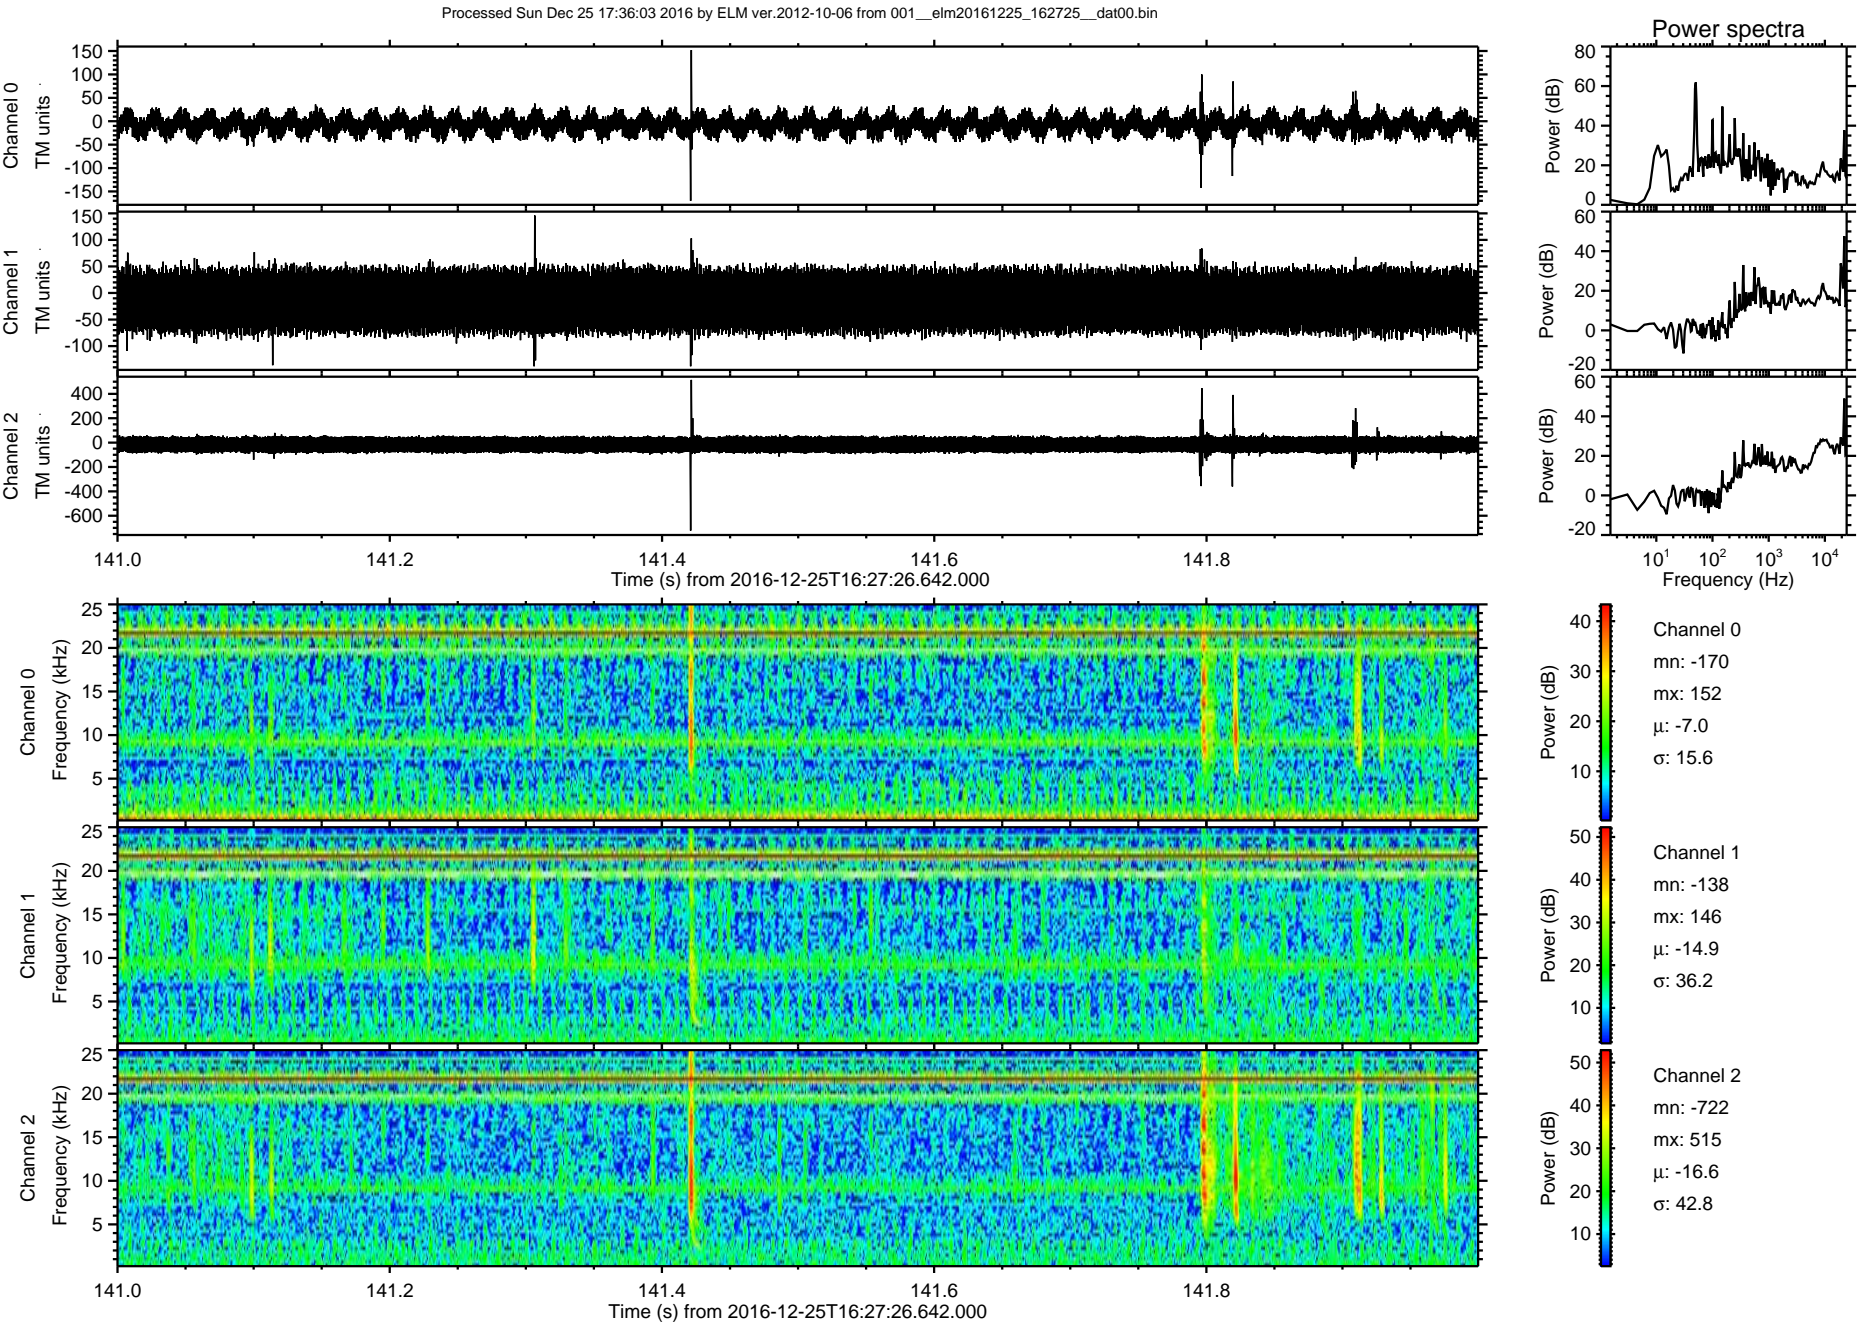 Processed Sun Dec 25 17:36:03 2016 by ELM ver.2012-10-06 from 001__elm20161225_162725__dat00.bin
Power spectra
Channel 0
TM units
150
100
50
0
-50
-100
-150
Power (dB)
80
60
40
20
0
Channel 1
TM units
150
100
50
0
-50
-100
Power (dB)
60
40
20
0
-20
Channel 2
TM units
400
200
0
-200
-400
-600
Power (dB)
60
40
20
0
-20
141.0 141.2 141.4 141.6 141.8
Time (s) from 2016-12-25T16:27:26.642.000
10¹ 10² 10³ 10⁴
Frequency (Hz)
Channel 0
Frequency (kHz)
25
20
15
10
5
Power (dB)
40
30
20
10
Channel 0
mn: -170
mx: 152
μ: -7.0
σ: 15.6
Channel 1
Frequency (kHz)
25
20
15
10
5
Power (dB)
50
40
30
20
10
Channel 1
mn: -138
mx: 146
μ: -14.9
σ: 36.2
Channel 2
Frequency (kHz)
25
20
15
10
5
Power (dB)
50
40
30
20
10
Channel 2
mn: -722
mx: 515
μ: -16.6
σ: 42.8
141.0 141.2 141.4 141.6 141.8
Time (s) from 2016-12-25T16:27:26.642.000